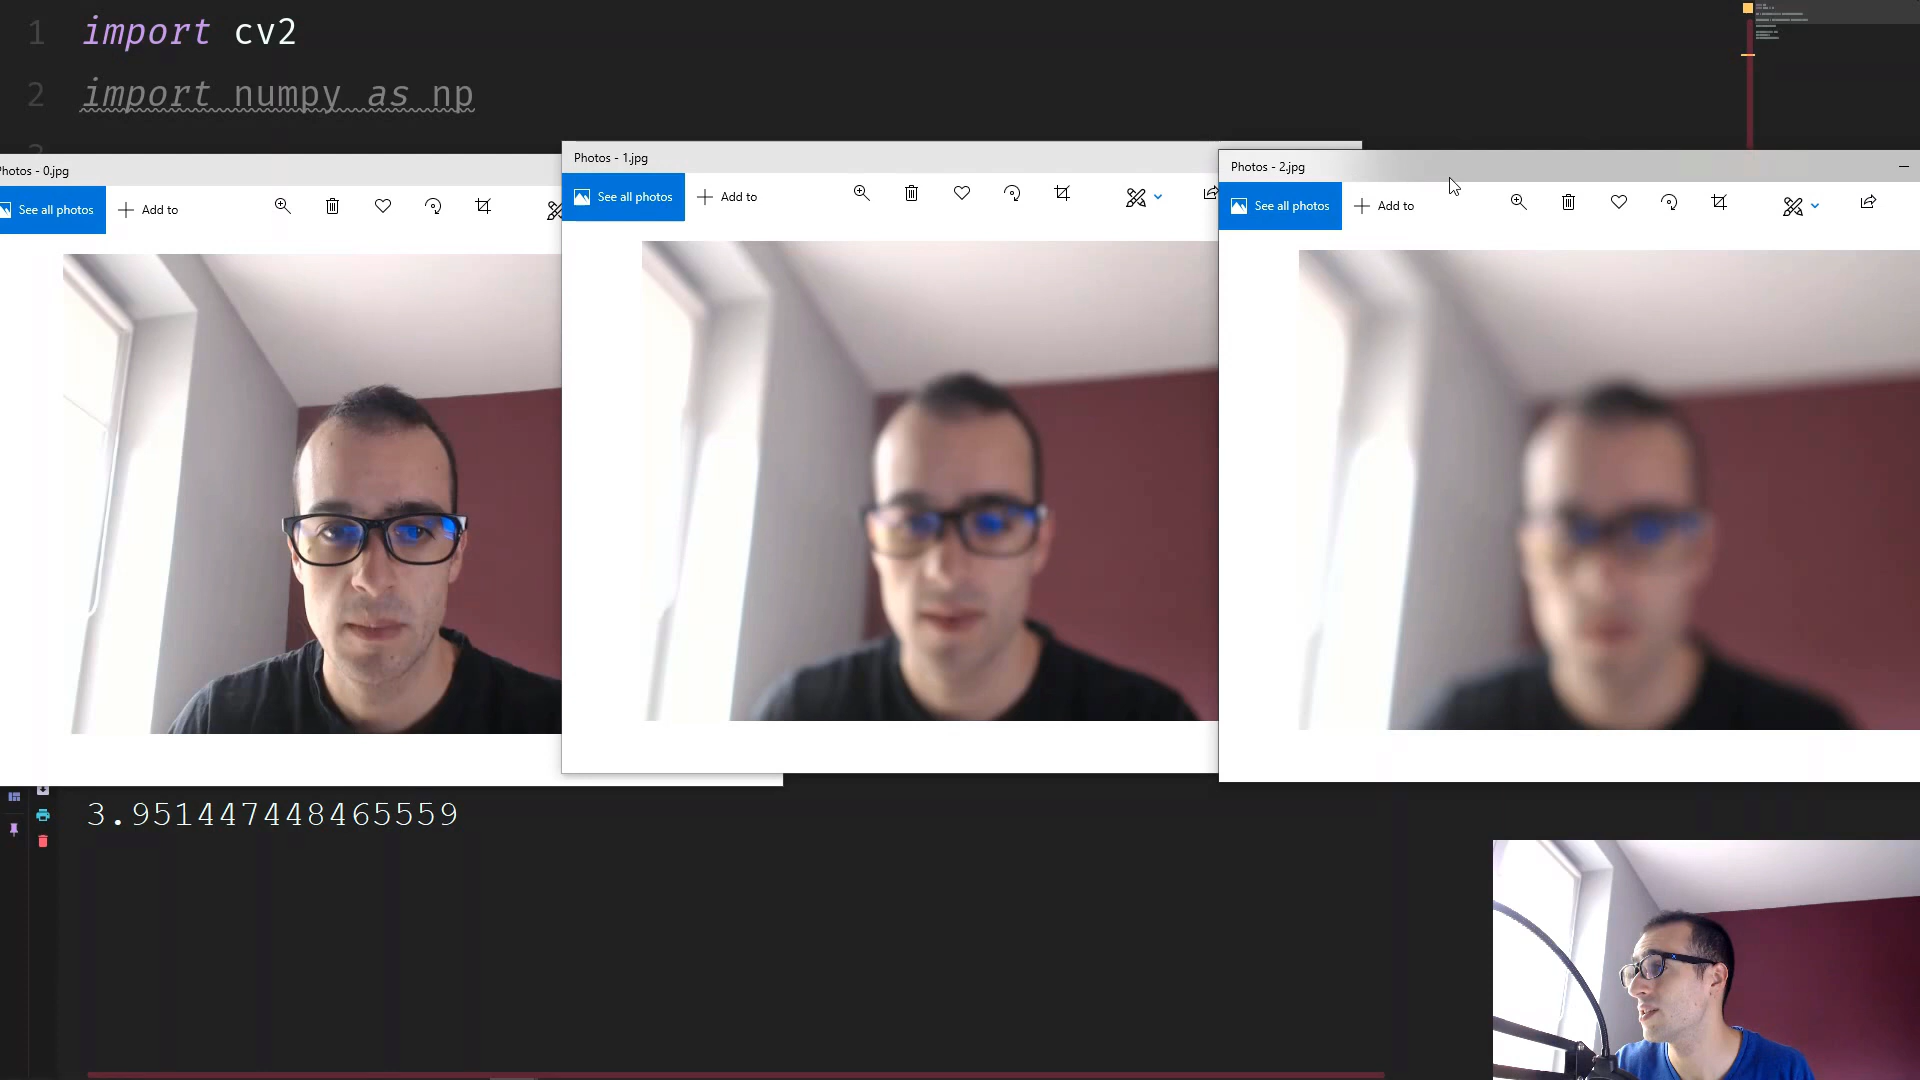 1 import cv2
2 import numpy as np
Photos - 0.jpg
See all photos
Add to
Photos - 1.jpg
See all photos
Add to
Photos - 2.jpg
See all photos
Add to
3.951447448465559